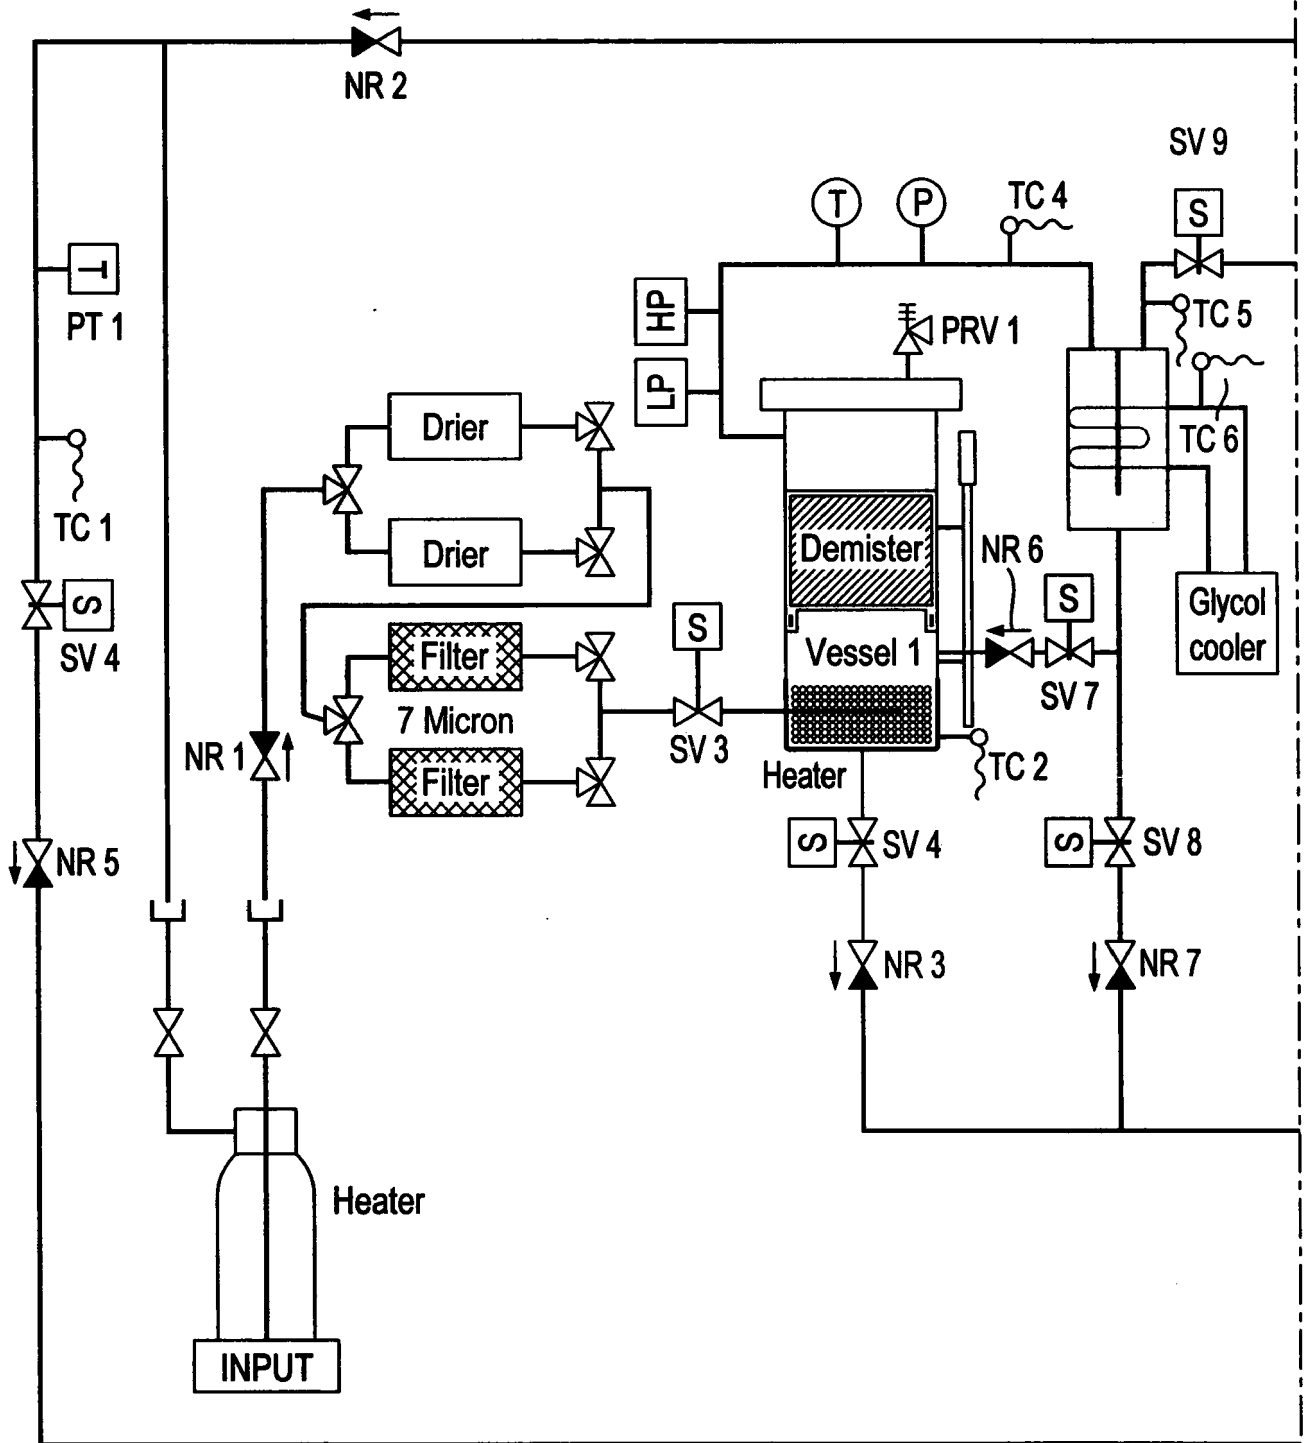 NR 2
SV 9
S
T
P
TC 4
T
PT 1
HP
LP
PRV 1
TC 5
TC 6
Drier
Drier
TC 1
S
SV 4
Demister
NR 6
S
SV 7
Glycol
cooler
Filter
7 Micron
Filter
S
SV 3
Vessel 1
Heater
TC 2
NR 1
NR 5
S
SV 4
S
SV 8
NR 3
NR 7
Heater
INPUT